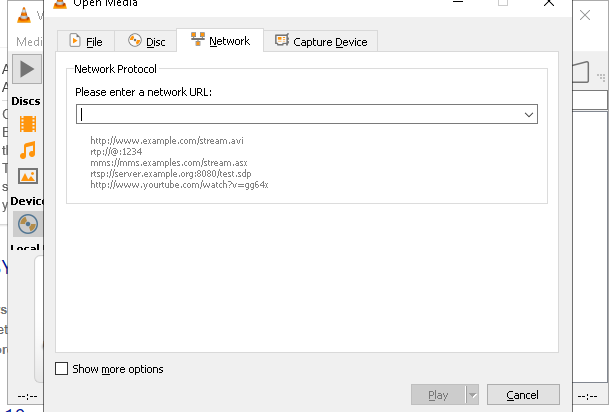 Open Media
Medi
File
Disc
Network
Capture Device
Network Protocol
Please enter a network URL:
http://www.example.com/stream.avi
rtp://@:1234
mms://mms.examples.com/stream.asx
rtsp://server.example.org:8080/test.sdp
http://www.yourtube.com/watch?v=gg64x
Discs
Device
Local
Show more options
Play
Cancel
--:--
--:--